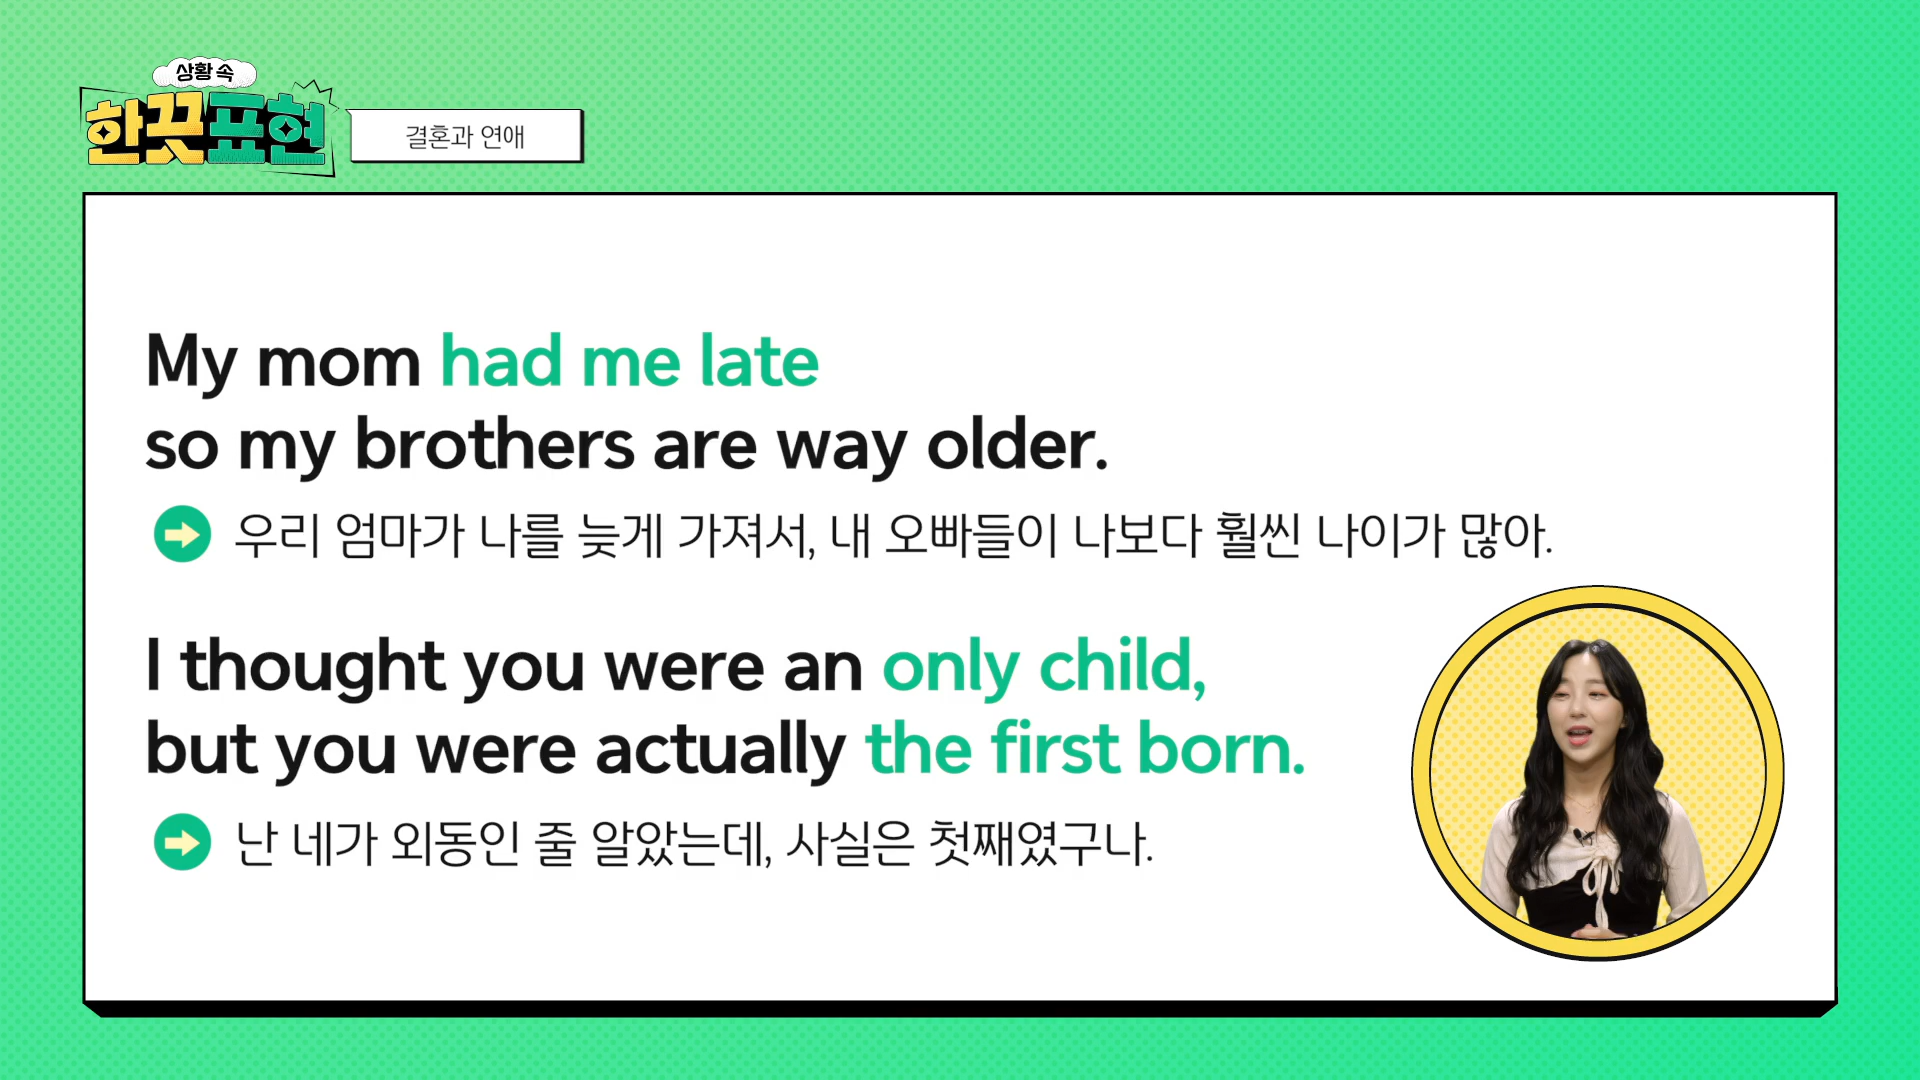 상황 속
한끗표현
결혼과 연애
My mom had me late
so my brothers are way older.
우리 엄마가 나를 늦게 가져서, 내 오빠들이 나보다 훨씬 나이가 많아.
I thought you were an only child,
but you were actually the first born.
난 네가 외동인 줄 알았는데, 사실은 첫째였구나.